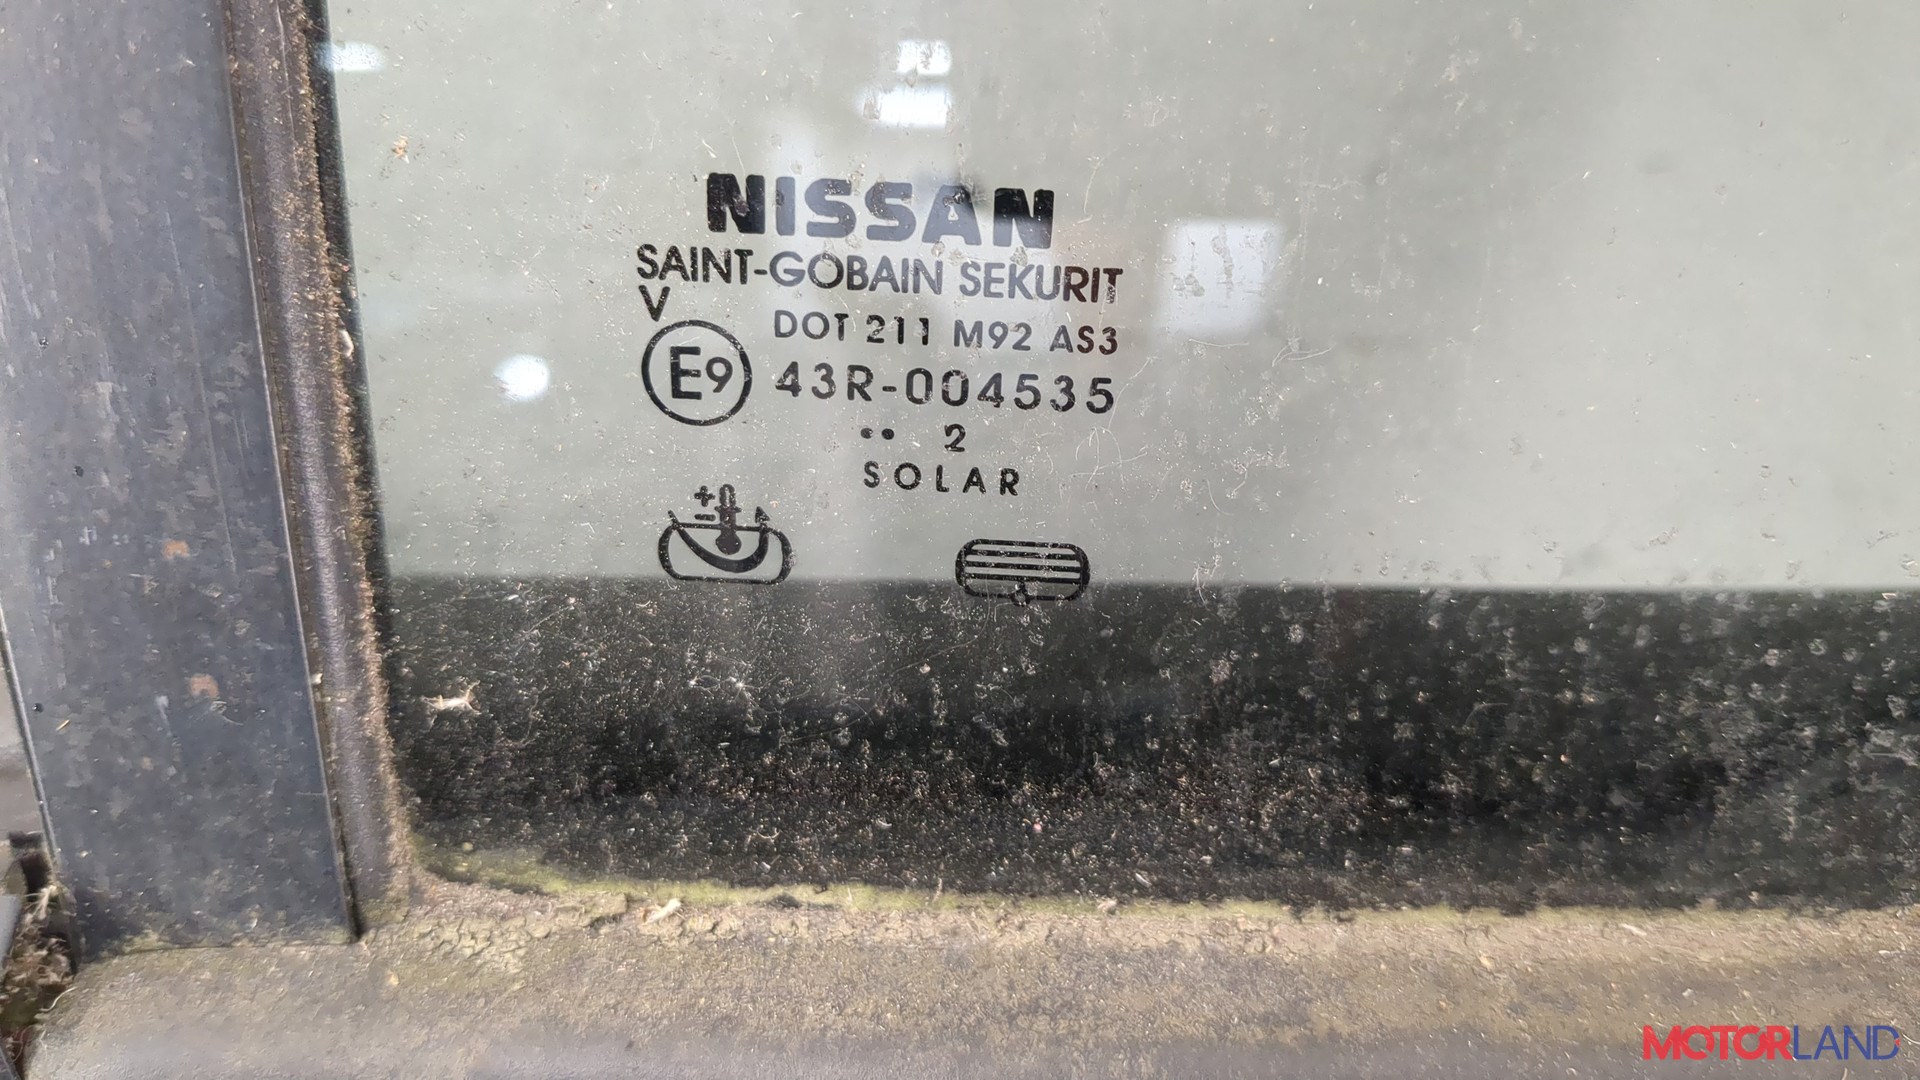 NISSAN
SAINT-GOBAIN SEKURIT
V
DOT 211 M92 AS3
E9 43R-004535
•• 2
SOLAR
MOTORLAND